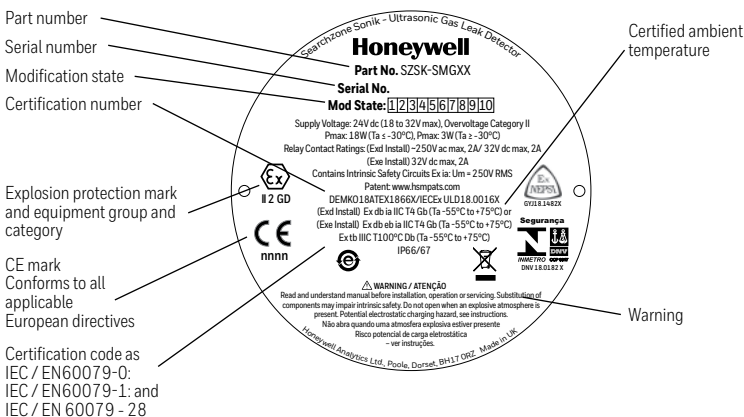 Part number
Serial number
Modification state
Certification number
Explosion protection mark
and equipment group and
category
CE mark
Conforms to all
applicable
European directives
Certification code as
IEC / EN60079-0:
IEC / EN60079-1: and
IEC / EN 60079 - 28
Searchzone Sonik - Ultrasonic Gas Leak Detector
Honeywell
Part No. SZSK-SMGXX
Serial No.
Mod State: 1 2 3 4 5 6 7 8 9 10
Supply Voltage: 24V dc (18 to 32V max), Overvoltage Category II
Pmax: 18W (Ta ≤ -30°C), Pmax: 3W (Ta ≥ -30°C)
Relay Contact Ratings: (Exd Install) ~250V ac max, 2A/ 32V dc max, 2A
(Exe Install) 32V dc max, 2A
Contains Intrinsic Safety Circuits Ex ia: Um = 250V RMS
Patent: www.hsmpats.com
DEMKO18ATEX1866X/IECEx ULD18.0016X
(Exd Install) Ex db ia IIC T4 Gb (Ta -55°C to +75°C) or
(Exe Install) Ex db eb ia IIC T4 Gb (Ta -55°C to +75°C)
Ex tb IIIC T100°C Db (Ta -55°C to +75°C)
IP66/67
Ex
II 2 GD
CE
nnnn
Ex
NEPSI
GYJ18.1482X
Segurança
INMETRO
DNV
DNV 18.0182 X
WARNING / ATENÇÃO
Read and understand manual before installation, operation or servicing. Substitution of
components may impair intrinsic safety. Do not open when an explosive atmosphere is
present. Potential electrostatic charging hazard, see instructions.
Não abra quando uma atmosfera explosiva estiver presente
Risco potencial de carga eletrostática
– ver instruções.
Honeywell Analytics Ltd., Poole, Dorset, BH17 0RZ Made in UK
Certified ambient
temperature
Warning